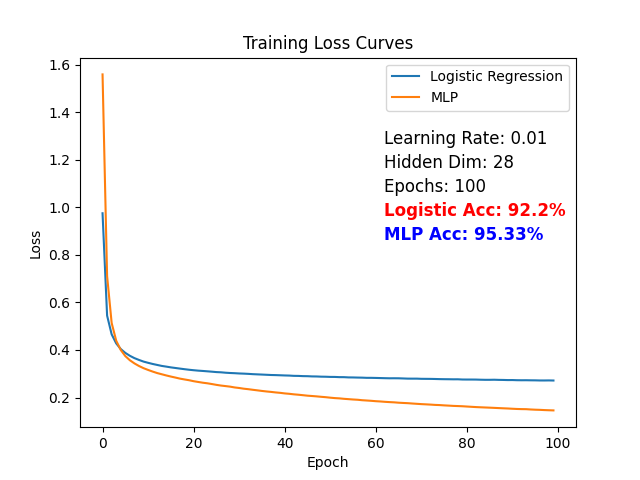 Training Loss Curves
1.6
1.4
1.2
1.0
0.8
0.6
0.4
0.2
Loss
Logistic Regression
MLP
Learning Rate: 0.01
Hidden Dim: 28
Epochs: 100
Logistic Acc: 92.2%
MLP Acc: 95.33%
0 20 40 60 80 100
Epoch